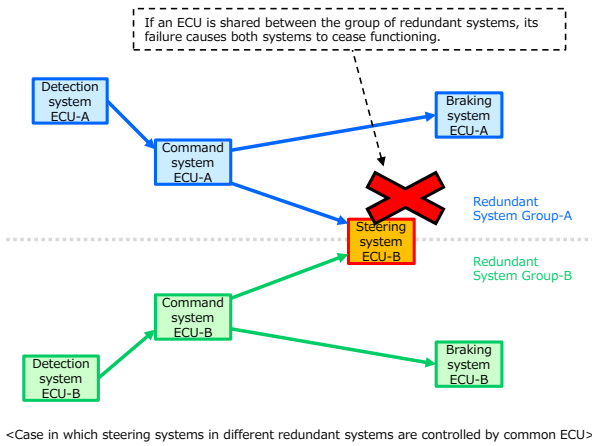 If an ECU is shared between the group of redundant systems, its
failure causes both systems to cease functioning.
Detection
system
ECU-A
Braking
system
ECU-A
Command
system
ECU-A
Redundant
System Group-A
Steering
system
ECU-B
Redundant
System Group-B
Command
system
ECU-B
Braking
system
ECU-B
Detection
system
ECU-B
<Case in which steering systems in different redundant systems are controlled by common ECU>